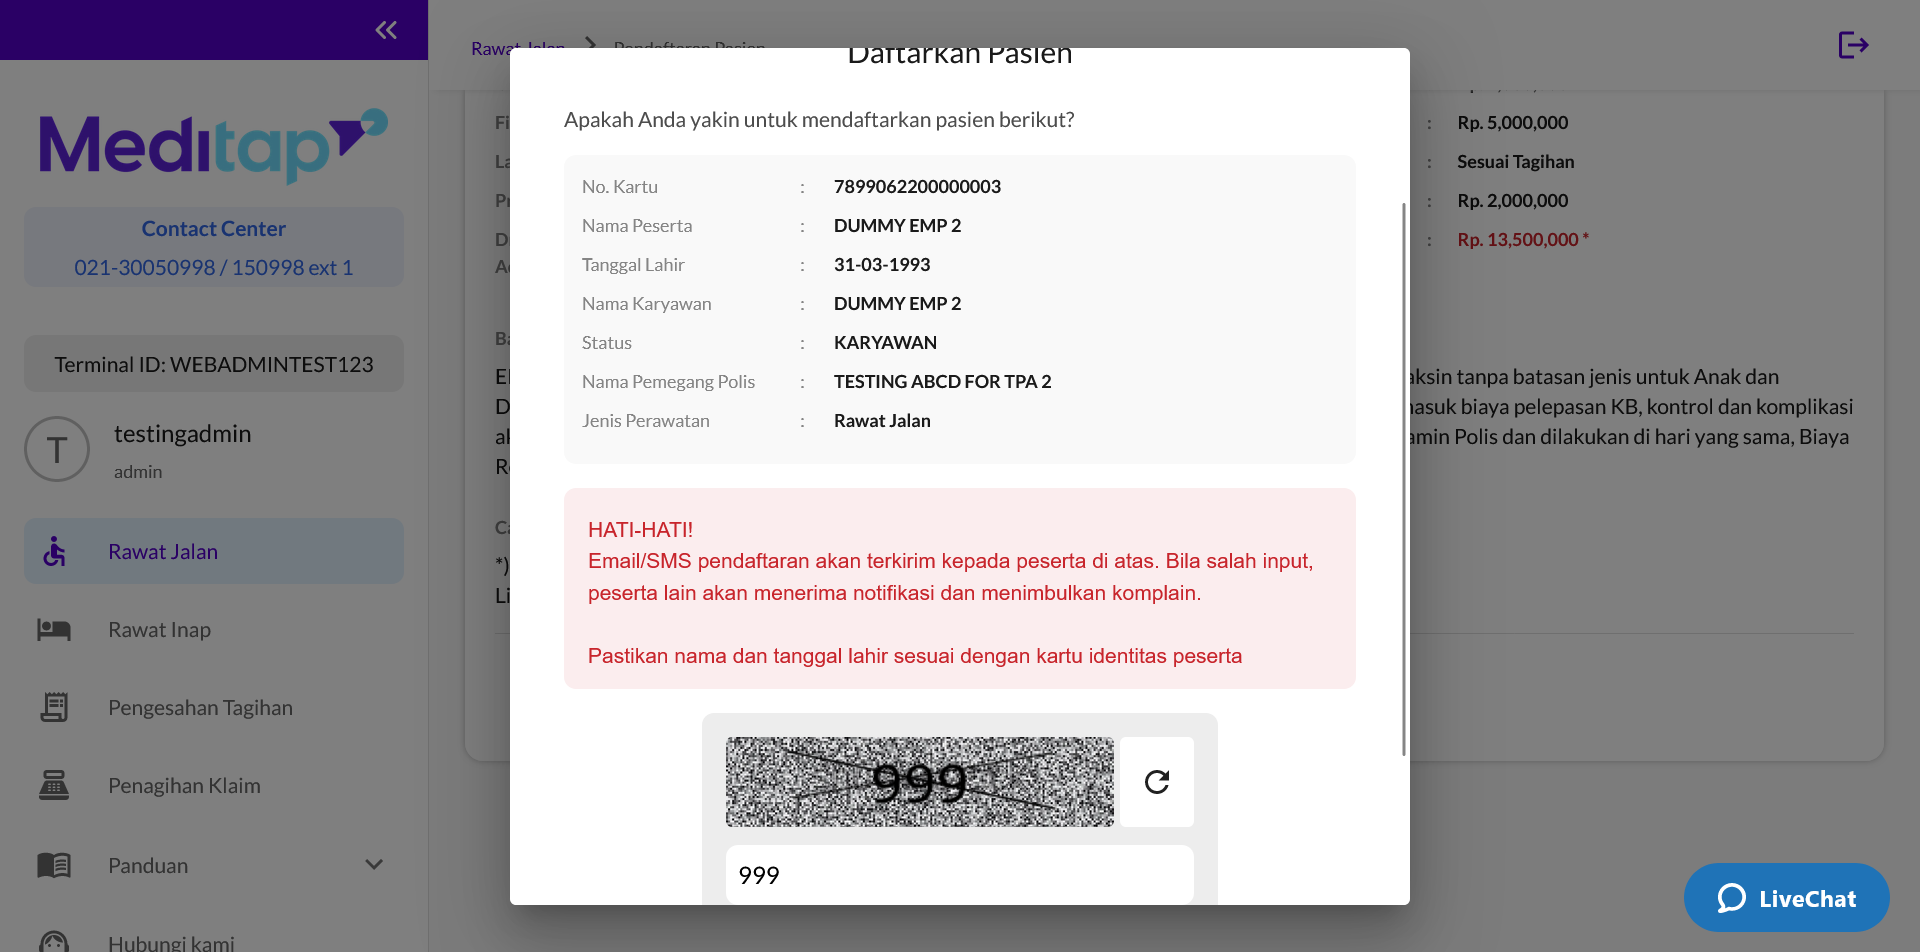 Meditap
Contact Center
021-30050998 / 150998 ext 1
Terminal ID: WEBADMINTEST123
T
testingadmin
admin
Rawat Jalan
Rawat Inap
Pengesahan Tagihan
Penagihan Klaim
Panduan
Hubungi kami
Rawat Jalan
Pendaftaran Pasien
Daftarkan Pasien
Apakah Anda yakin untuk mendaftarkan pasien berikut?
No. Kartu : 7899062200000003
Nama Peserta : DUMMY EMP 2
Tanggal Lahir : 31-03-1993
Nama Karyawan : DUMMY EMP 2
Status : KARYAWAN
Nama Pemegang Polis : TESTING ABCD FOR TPA 2
Jenis Perawatan : Rawat Jalan
HATI-HATI!
Email/SMS pendaftaran akan terkirim kepada peserta di atas. Bila salah input,
peserta lain akan menerima notifikasi dan menimbulkan komplain.
Pastikan nama dan tanggal lahir sesuai dengan kartu identitas peserta
999
999
: Rp. 5,000,000
: Sesuai Tagihan
: Rp. 2,000,000
: Rp. 13,500,000 *
tanpa batasan jenis untuk Anak dan
biaya pelepasan KB, kontrol dan komplikasi
Polis dan dilakukan di hari yang sama, Biaya
LiveChat